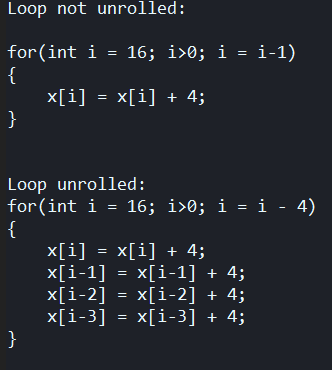 Loop not unrolled:
for(int i = 16; i>0; i = i-1)
{
    x[i] = x[i] + 4;
}
Loop unrolled:
for(int i = 16; i>0; i = i - 4)
{
    x[i] = x[i] + 4;
    x[i-1] = x[i-1] + 4;
    x[i-2] = x[i-2] + 4;
    x[i-3] = x[i-3] + 4;
}